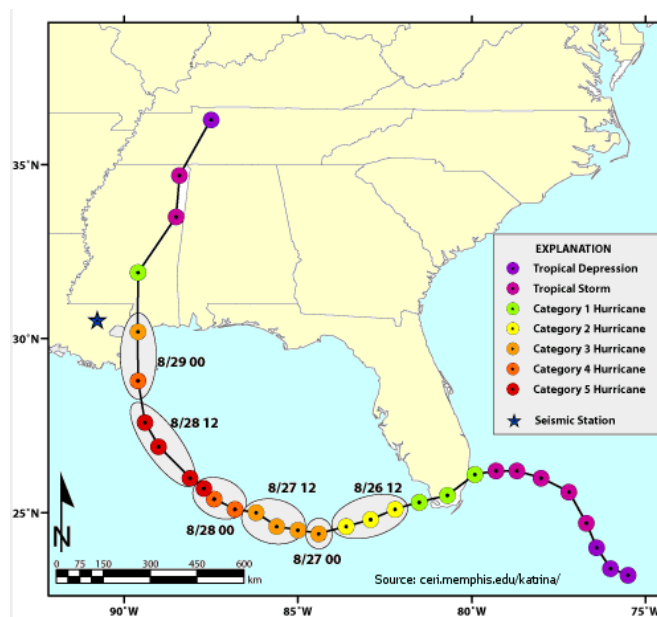 35°N
30°N
25°N
EXPLANATION
Tropical Depression
Tropical Storm
Category 1 Hurricane
Category 2 Hurricane
Category 3 Hurricane
Category 4 Hurricane
Category 5 Hurricane
Seismic Station
8/29 00
8/28 12
8/27 12
8/26 12
8/28 00
8/27 00
N
0 75 150 300 450 600
km
Source: ceri.memphis.edu/katrina/
90°W 85°W 80°W 75°W